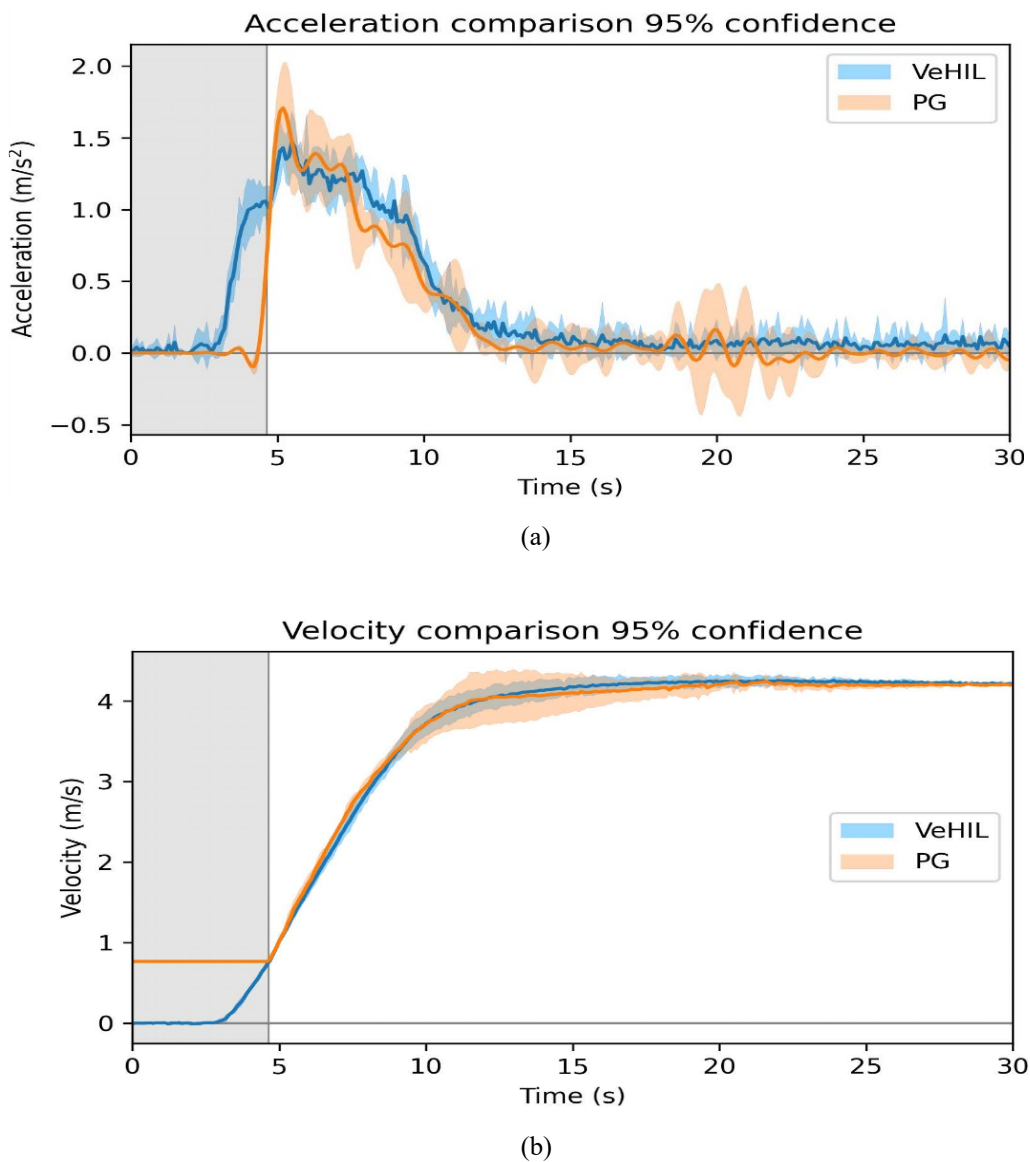 Acceleration comparison 95% confidence
Acceleration (m/s²)
2.0
1.5
1.0
0.5
0.0
−0.5
VeHIL
PG
0 5 10 15 20 25 30
Time (s)
(a)
Velocity comparison 95% confidence
Velocity (m/s)
4
3
2
1
0
VeHIL
PG
0 5 10 15 20 25 30
Time (s)
(b)